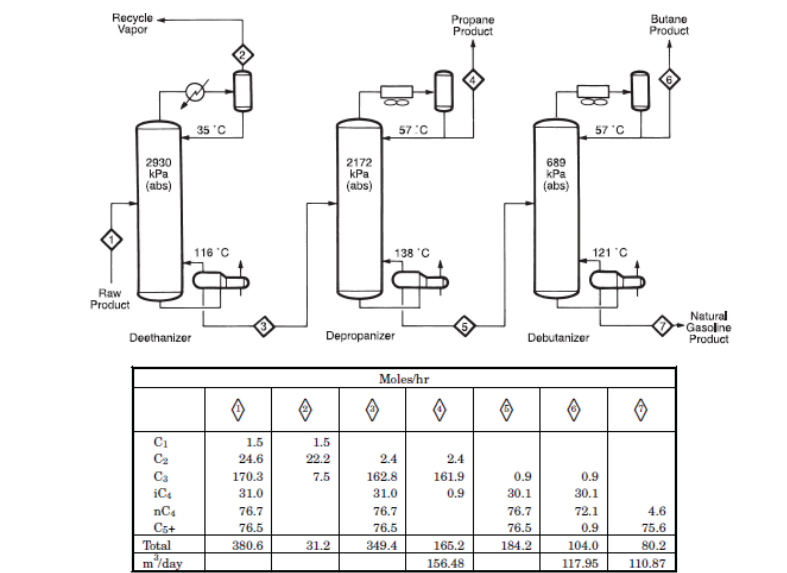 Recycle
Vapor
2
Propane
Product
4
Butane
Product
6
35 °C
57 °C
57 °C
2930
kPa
(abs)
2172
kPa
(abs)
689
kPa
(abs)
1
116 °C
138 °C
121 °C
Raw
Product
3
5
7
Natural
Gasoline
Product
Deethanizer
Depropanizer
Debutanizer
Moles/hr
1 2 3 4 5 6 7
C1 1.5 1.5
C2 24.6 22.2 2.4 2.4
C3 170.3 7.5 162.8 161.9 0.9 0.9
iC4 31.0 31.0 0.9 30.1 30.1
nC4 76.7 76.7 76.7 72.1 4.6
C5+ 76.5 76.5 76.5 0.9 75.6
Total 380.6 31.2 349.4 165.2 184.2 104.0 80.2
m³/day 156.48 117.95 110.87